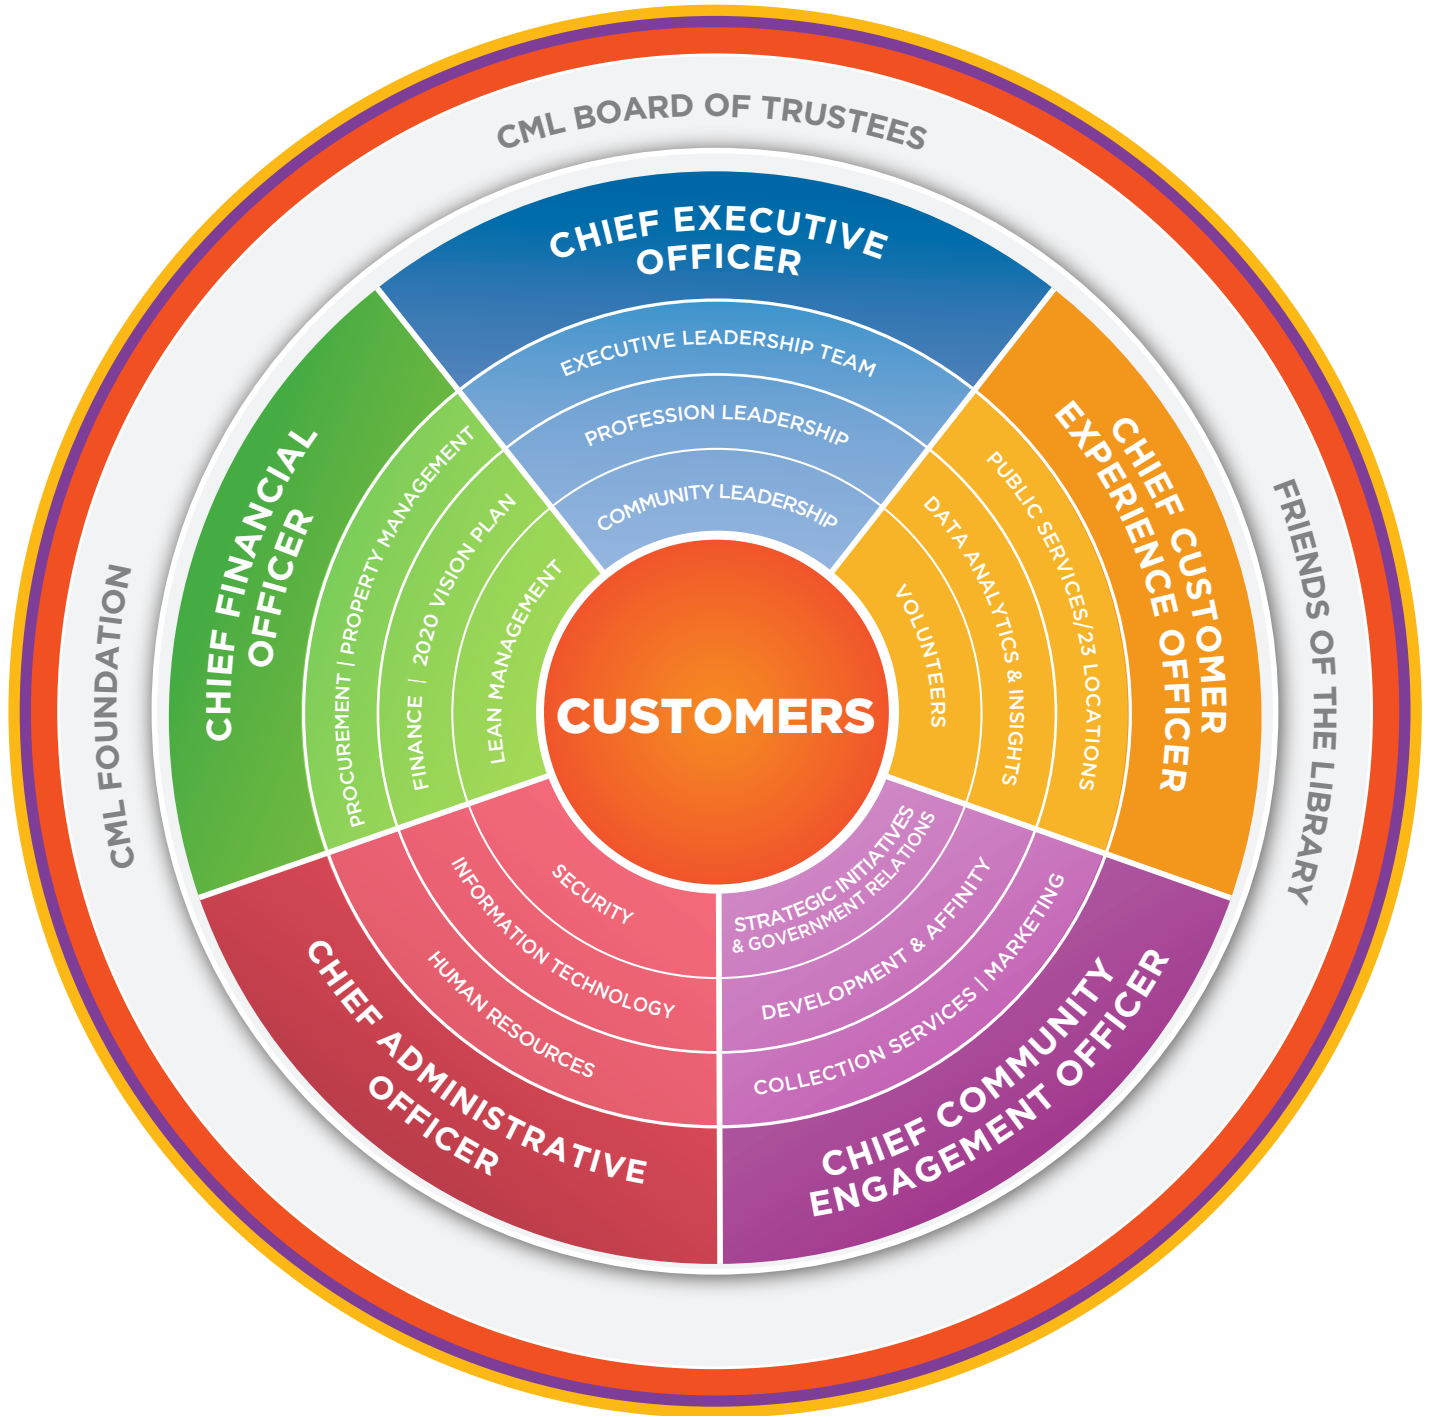 CML BOARD OF TRUSTEES
CHIEF EXECUTIVE
OFFICER
EXECUTIVE LEADERSHIP TEAM
PROFESSION LEADERSHIP
COMMUNITY LEADERSHIP
CHIEF CUSTOMER
EXPERIENCE OFFICER
PUBLIC SERVICES/23 LOCATIONS
DATA ANALYTICS & INSIGHTS
VOLUNTEERS
FRIENDS OF THE LIBRARY
CHIEF COMMUNITY
ENGAGEMENT OFFICER
COLLECTION SERVICES | MARKETING
DEVELOPMENT & AFFINITY
STRATEGIC INITIATIVES
& GOVERNMENT RELATIONS
CHIEF ADMINISTRATIVE
OFFICER
HUMAN RESOURCES
INFORMATION TECHNOLOGY
SECURITY
CHIEF FINANCIAL
OFFICER
PROCUREMENT | PROPERTY MANAGEMENT
FINANCE | 2020 VISION PLAN
LEAN MANAGEMENT
CML FOUNDATION
CUSTOMERS